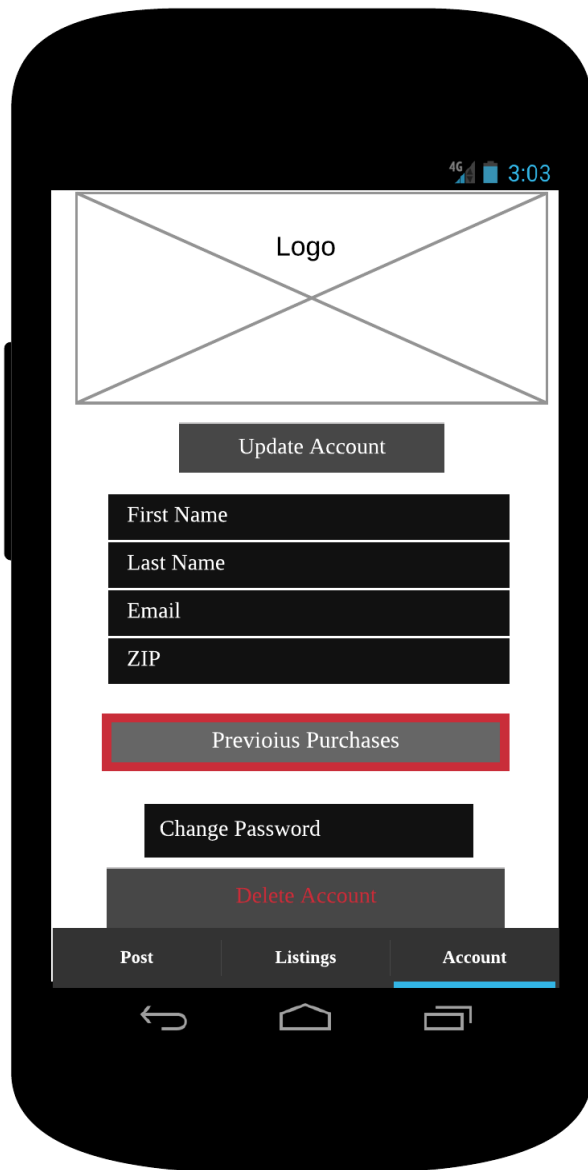 4G 3:03
Logo
Update Account
First Name
Last Name
Email
ZIP
Previoius Purchases
Change Password
Delete Account
Post Listings Account